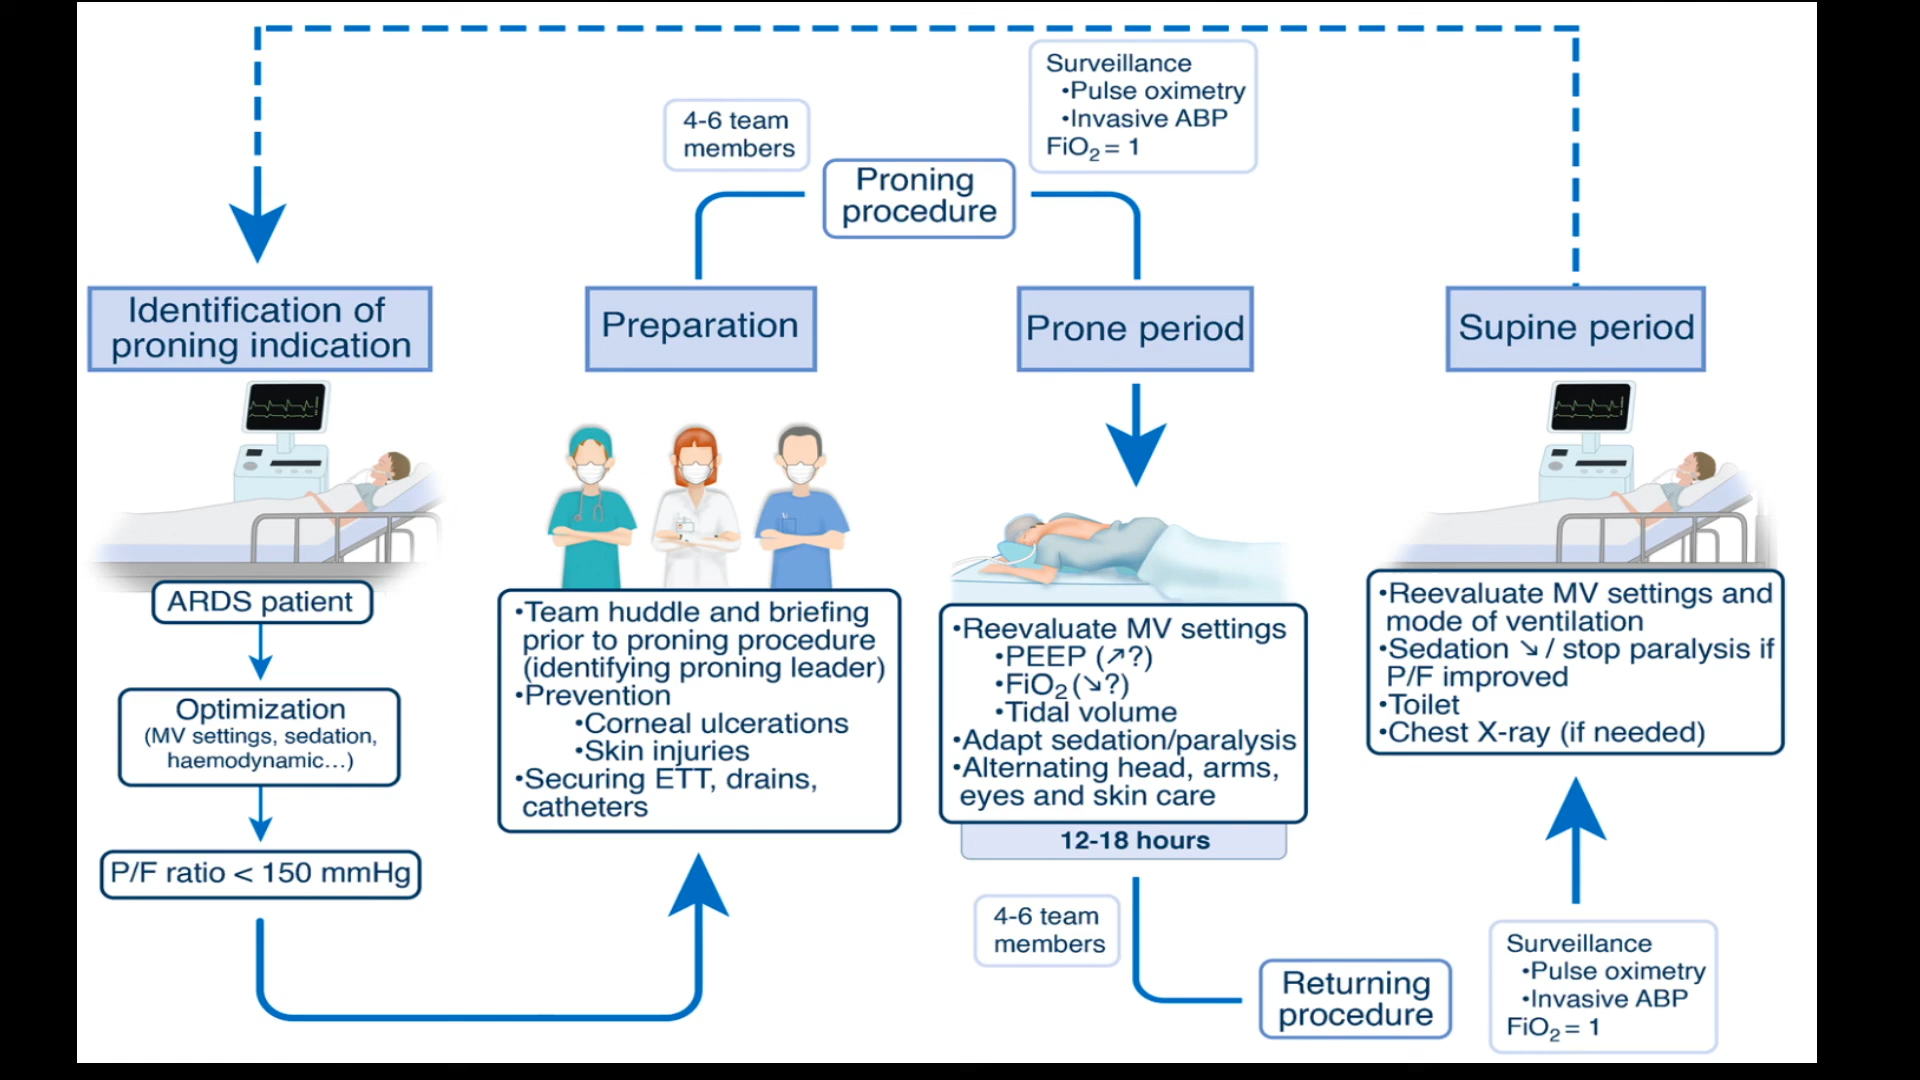 Surveillance
•Pulse oximetry
•Invasive ABP
FiO2 = 1
4-6 team
members
Proning
procedure
Identification of
proning indication
Preparation
Prone period
Supine period
ARDS patient
Optimization
(MV settings, sedation,
haemodynamic...)
P/F ratio < 150 mmHg
•Team huddle and briefing
prior to proning procedure
(identifying proning leader)
•Prevention
•Corneal ulcerations
•Skin injuries
•Securing ETT, drains,
catheters
•Reevaluate MV settings
•PEEP (↗?)
•FiO2 (↘?)
•Tidal volume
•Adapt sedation/paralysis
•Alternating head, arms,
eyes and skin care
12-18 hours
•Reevaluate MV settings and
mode of ventilation
•Sedation ↘ / stop paralysis if
P/F improved
•Toilet
•Chest X-ray (if needed)
4-6 team
members
Returning
procedure
Surveillance
•Pulse oximetry
•Invasive ABP
FiO2 = 1